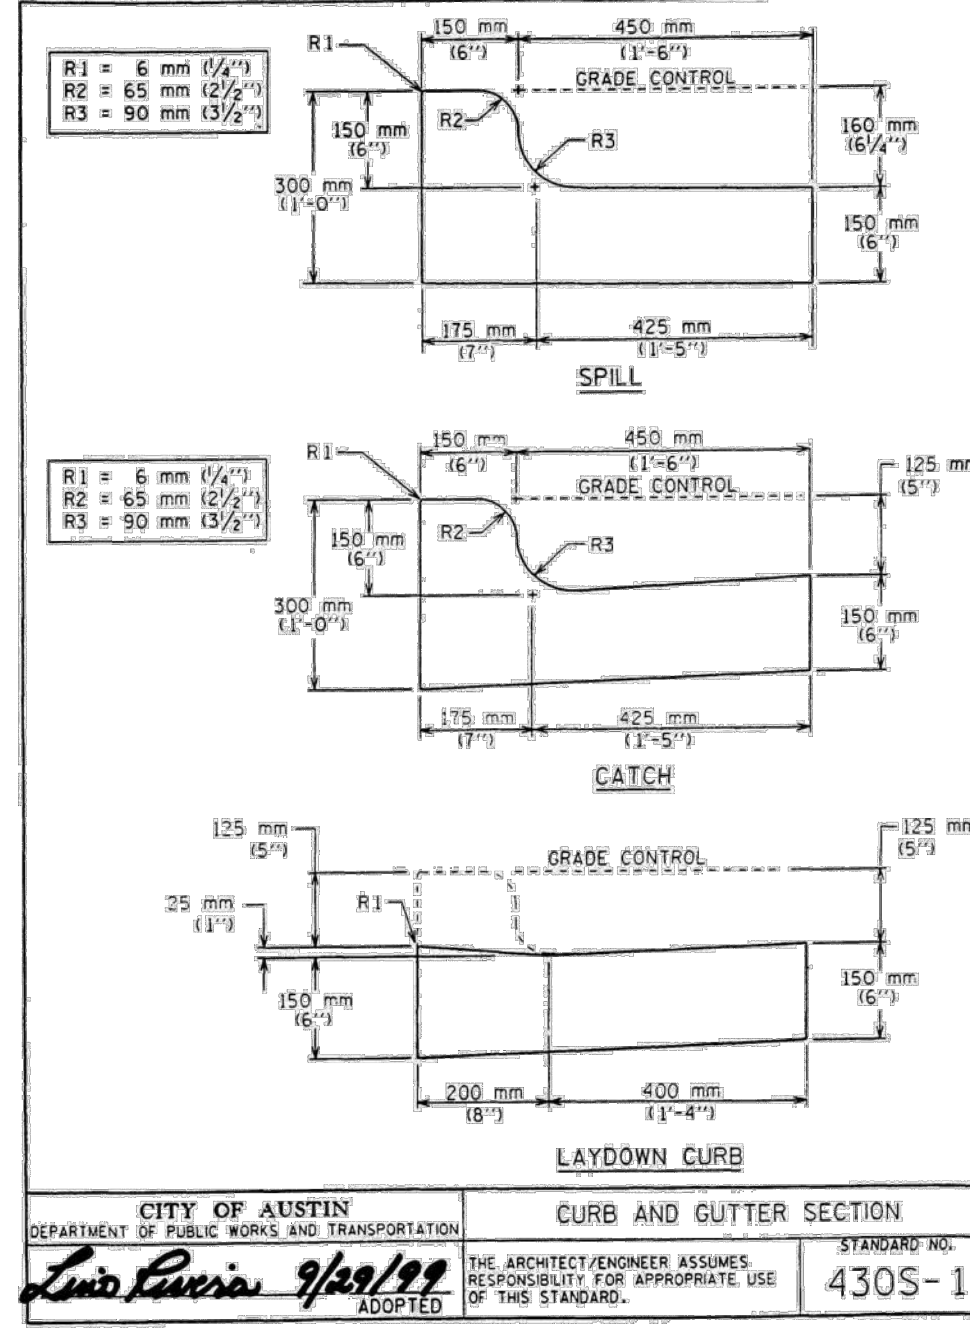 150 mm
(6'')
450 mm
(1'-6'')
R1
R1 = 6 mm (1/4'')
R2 = 65 mm (2 1/2'')
R3 = 90 mm (3 1/2'')
GRADE CONTROL
R2
R3
150 mm
(6'')
160 mm
(6 1/4'')
300 mm
(1'-0'')
150 mm
(6'')
175 mm
(7'')
425 mm
(1'-5'')
SPILL
150 mm
(6'')
450 mm
(1'-6'')
R1
125 mm
(5'')
R1 = 6 mm (1/4'')
R2 = 65 mm (2 1/2'')
R3 = 90 mm (3 1/2'')
GRADE CONTROL
R2
R3
150 mm
(6'')
300 mm
(1'-0'')
150 mm
(6'')
175 mm
(7'')
425 mm
(1'-5'')
CATCH
125 mm
(5'')
125 mm
(5'')
GRADE CONTROL
25 mm
(1'')
R1
150 mm
(6'')
150 mm
(6'')
200 mm
(8'')
400 mm
(1'-4'')
LAYDOWN CURB
CITY OF AUSTIN
DEPARTMENT OF PUBLIC WORKS AND TRANSPORTATION
CURB AND GUTTER SECTION
9/29/99
ADOPTED
THE ARCHITECT/ENGINEER ASSUMES
RESPONSIBILITY FOR APPROPRIATE USE
OF THIS STANDARD.
STANDARD NO.
430S-1